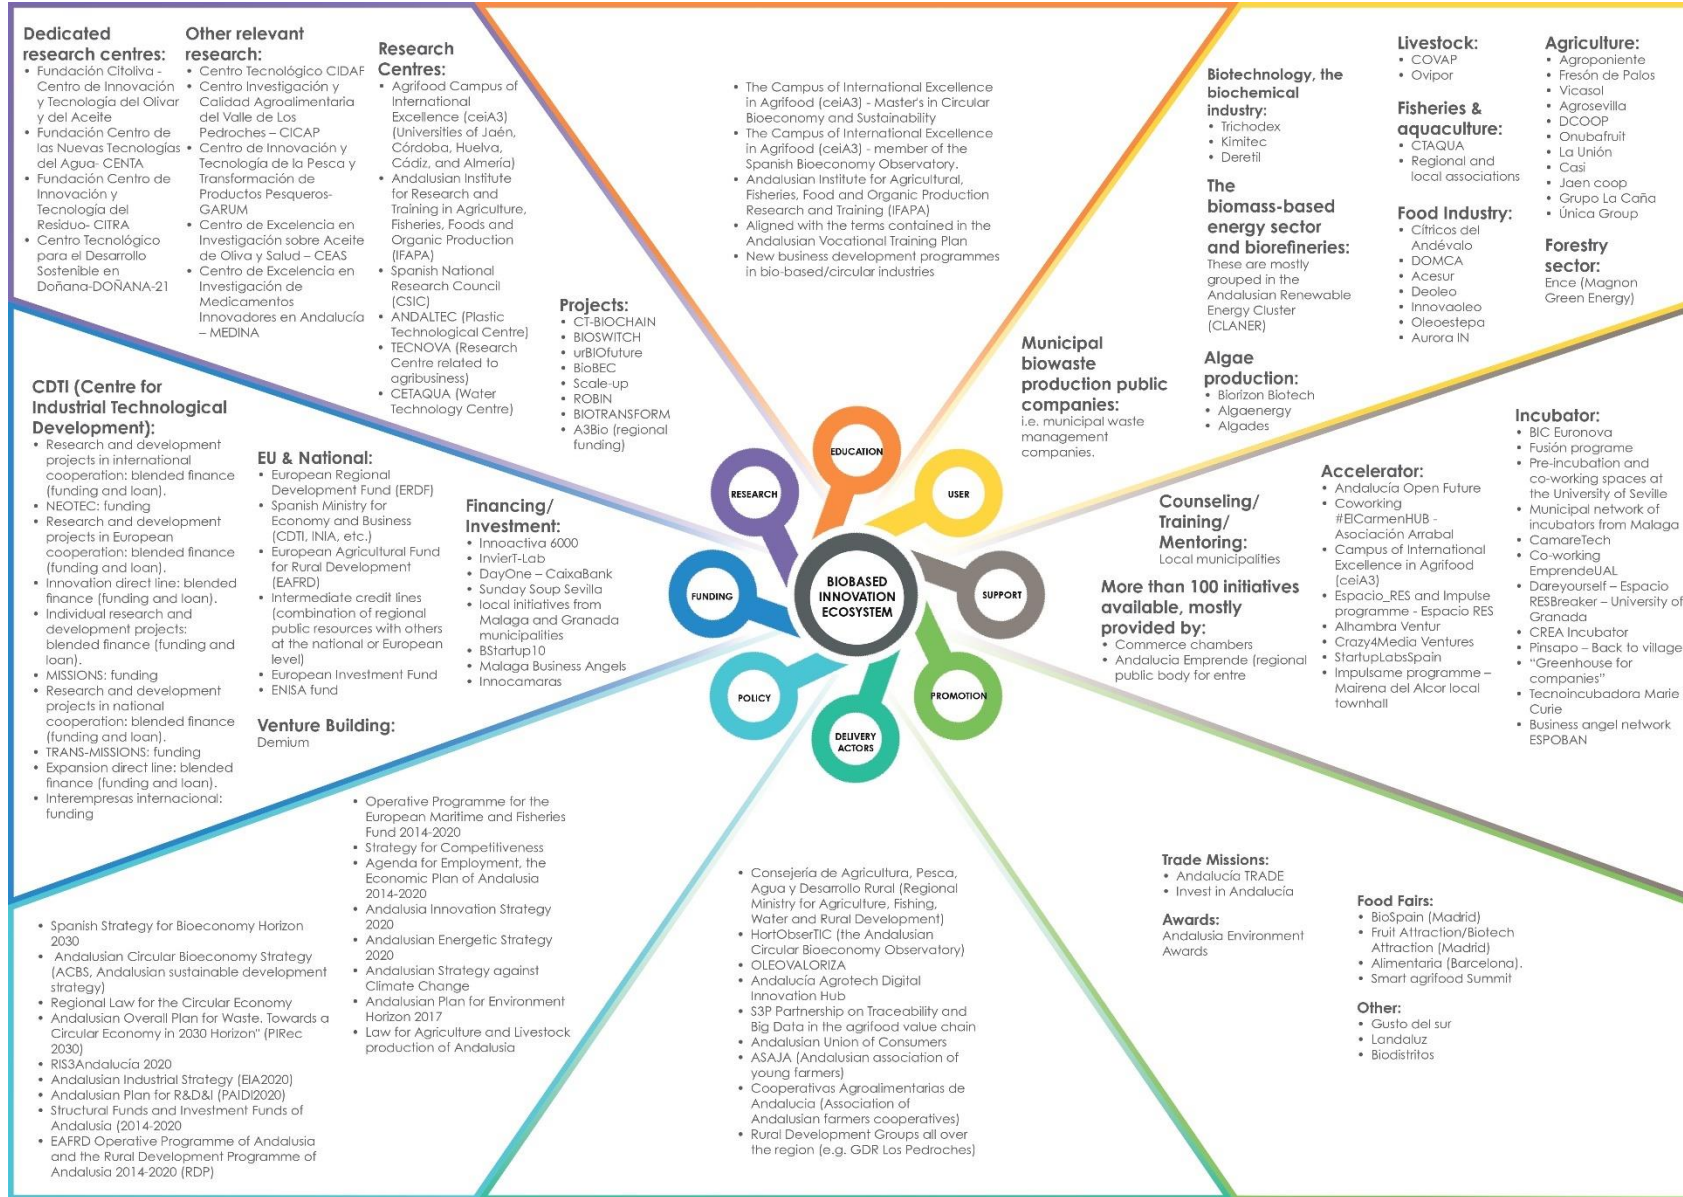 Dedicated
research centres:
• Fundación Citoliva -
Centro de Innovación
y Tecnología del Olivar
y del Aceite
• Fundación Centro de
las Nuevas Tecnologías
del Agua- CENTA
• Fundación Centro de
Innovación y
Tecnología del
Residuo- CITRA
• Centro Tecnológico
para el Desarrollo
Sostenible en
Doñana-DOÑANA-21
Other relevant
research:
• Centro Tecnológico CIDAF
• Centro Investigación y
Calidad Agroalimentaria
del Valle de Los
Pedroches – CICAP
• Centro de Innovación y
Tecnología de la Pesca y
Transformación de
Productos Pesqueros-
GARUM
• Centro de Excelencia en
Investigación sobre Aceite
de Oliva y Salud – CEAS
• Centro de Excelencia en
Investigación de
Medicamentos
Innovadores en Andalucía
– MEDINA
Research
Centres:
• Agrifood Campus of
International
Excellence (ceiA3)
(Universities of Jaén,
Córdoba, Huelva,
Cádiz, and Almería)
• Andalusian Institute
for Research and
Training in Agriculture,
Fisheries, Foods and
Organic Production
(IFAPA)
• Spanish National
Research Council
(CSIC)
• ANDALTEC (Plastic
Technological Centre)
• TECNOVA (Research
Centre related to
agribusiness)
• CETAQUA (Water
Technology Centre)
Projects:
• CT-BIOCHAIN
• BIOSWITCH
• urBIOfuture
• BioBEC
• Scale-up
• ROBIN
• BIOTRANSFORM
• A3Bio (regional
funding)
• The Campus of International Excellence
in Agrifood (ceiA3) - Master's in Circular
Bioeconomy and Sustainability
• The Campus of International Excellence
in Agrifood (ceiA3) - member of the
Spanish Bioeconomy Observatory.
• Andalusian Institute for Agricultural,
Fisheries, Food and Organic Production
Research and Training (IFAPA)
• Aligned with the terms contained in the
Andalusian Vocational Training Plan
• New business development programmes
in bio-based/circular industries
Municipal
biowaste
production public
companies:
i.e. municipal waste
management
companies.
Biotechnology, the
biochemical
industry:
• Trichodex
• Kimitec
• Deretil
The
biomass-based
energy sector
and biorefineries:
These are mostly
grouped in the
Andalusian Renewable
Energy Cluster
(CLANER)
Algae
production:
• Biorizon Biotech
• Algaenergy
• Algades
Livestock:
• COVAP
• Ovipor
Fisheries &
aquaculture:
• CTAQUA
• Regional and
local associations
Food Industry:
• Cítricos del
Andévalo
• DOMCA
• Acesur
• Deoleo
• Innovaoleo
• Oleoestepa
• Aurora IN
Agriculture:
• Agroponiente
• Fresón de Palos
• Vicasol
• Agrosevilla
• DCOOP
• Onubafruit
• La Unión
• Casi
• Jaen coop
• Grupo La Caña
• Única Group
Forestry
sector:
Ence (Magnon
Green Energy)
CDTI (Centre for
Industrial Technological
Development):
• Research and development
projects in international
cooperation: blended finance
(funding and loan).
• NEOTEC: funding
• Research and development
projects in European
cooperation: blended finance
(funding and loan).
• Innovation direct line: blended
finance (funding and loan).
• Individual research and
development projects:
blended finance (funding and
loan).
• MISSIONS: funding
• Research and development
projects in national
cooperation: blended finance
(funding and loan).
• TRANS-MISSIONS: funding
• Expansion direct line: blended
finance (funding and loan).
• Interempresas internacional:
funding
EU & National:
• European Regional
Development Fund (ERDF)
• Spanish Ministry for
Economy and Business
(CDTI, INIA, etc.)
• European Agricultural Fund
for Rural Development
(EAFRD)
• Intermediate credit lines
(combination of regional
public resources with others
at the national or European
level)
• European Investment Fund
• ENISA fund
Venture Building:
Demium
Financing/
Investment:
• Innoactiva 6000
• InvierT-Lab
• DayOne – CaixaBank
• Sunday Soup Sevilla
• local initiatives from
Malaga and Granada
municipalities
• BStartup10
• Malaga Business Angels
• Innocamaras
EDUCATION
RESEARCH
USER
FUNDING
BIOBASED
INNOVATION
ECOSYSTEM
SUPPORT
POLICY
PROMOTION
DELIVERY
ACTORS
Counseling/
Training/
Mentoring:
Local municipalities
More than 100 initiatives
available, mostly
provided by:
• Commerce chambers
• Andalucia Emprende (regional
public body for entre
Accelerator:
• Andalucía Open Future
• Coworking
#ElCarmenHUB -
Asociación Arrabal
• Campus of International
Excellence in Agrifood
(ceiA3)
• Espacio_RES and Impulse
programme - Espacio RES
• Alhambra Ventur
• Crazy4Media Ventures
• StartupLabsSpain
• Impulsame programme –
Mairena del Alcor local
townhall
Incubator:
• BIC Euronova
• Fusión programe
• Pre-incubation and
co-working spaces at
the University of Seville
• Municipal network of
incubators from Malaga
• CamareTech
• Co-working
EmprendeUAL
• Dareyourself – Espacio
RESBreaker – University of
Granada
• CREA Incubator
• Pinsapo – Back to village
• “Greenhouse for
companies”
• Tecnoincubadora Marie
Curie
• Business angel network
ESPOBAN
• Spanish Strategy for Bioeconomy Horizon
2030
• Andalusian Circular Bioeconomy Strategy
(ACBS, Andalusian sustainable development
strategy)
• Regional Law for the Circular Economy
• Andalusian Overall Plan for Waste. Towards a
Circular Economy in 2030 Horizon" (PIRec
2030)
• RIS3Andalucía 2020
• Andalusian Industrial Strategy (EIA2020)
• Andalusian Plan for R&D&I (PAIDI2020)
• Structural Funds and Investment Funds of
Andalusia (2014-2020
• EAFRD Operative Programme of Andalusia
and the Rural Development Programme of
Andalusia 2014-2020 (RDP)
• Operative Programme for the
European Maritime and Fisheries
Fund 2014-2020
• Strategy for Competitiveness
• Agenda for Employment, the
Economic Plan of Andalusia
2014-2020
• Andalusia Innovation Strategy
2020
• Andalusian Energetic Strategy
2020
• Andalusian Strategy against
Climate Change
• Andalusian Plan for Environment
Horizon 2017
• Law for Agriculture and Livestock
production of Andalusia
• Consejería de Agricultura, Pesca,
Agua y Desarrollo Rural (Regional
Ministry for Agriculture, Fishing,
Water and Rural Development)
• HortObserTIC (the Andalusian
Circular Bioeconomy Observatory)
• OLEOVALORIZA
• Andalucía Agrotech Digital
Innovation Hub
• S3P Partnership on Traceability and
Big Data in the agrifood value chain
• Andalusian Union of Consumers
• ASAJA (Andalusian association of
young farmers)
• Cooperativas Agroalimentarias de
Andalucia (Association of
Andalusian farmers cooperatives)
• Rural Development Groups all over
the region (e.g. GDR Los Pedroches)
Trade Missions:
• Andalucía TRADE
• Invest in Andalucía
Awards:
Andalusia Environment
Awards
Food Fairs:
• BioSpain (Madrid)
• Fruit Attraction/Biotech
Attraction (Madrid)
• Alimentaria (Barcelona).
• Smart agrifood Summit
Other:
• Gusto del sur
• Landaluz
• Biodistritos